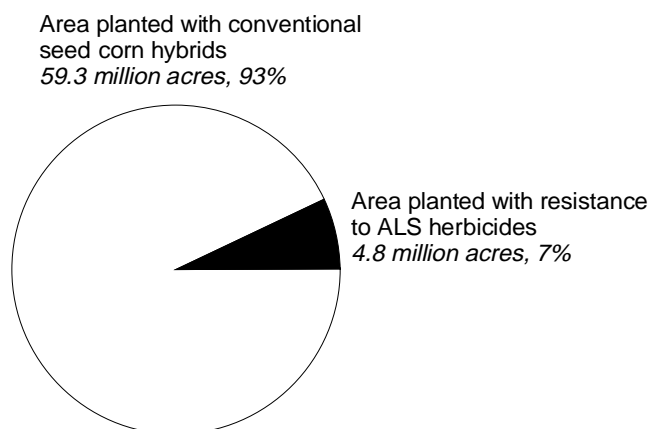 Area planted with conventional
seed corn hybrids
59.3 million acres, 93%
Area planted with resistance
to ALS herbicides
4.8 million acres, 7%